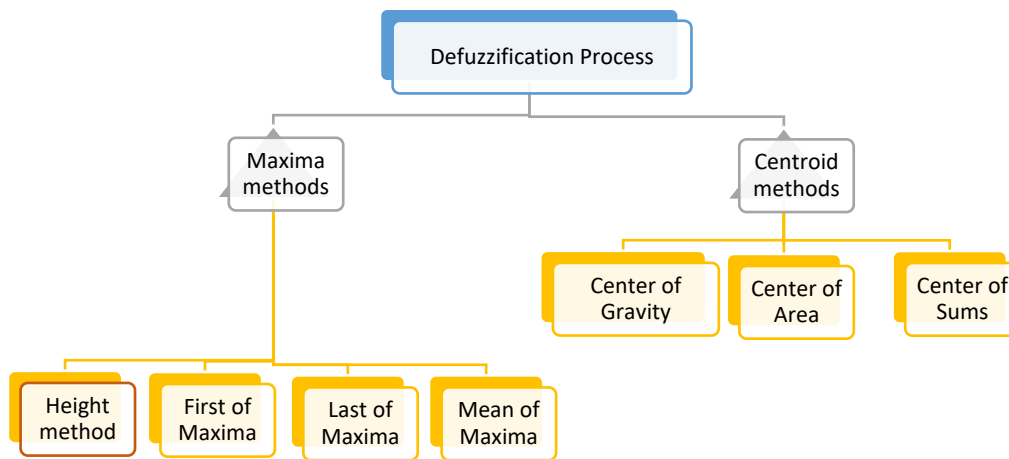 Defuzzification Process
Maxima
methods
Centroid
methods
Center of
Gravity
Center of
Area
Center of
Sums
Height
method
First of
Maxima
Last of
Maxima
Mean of
Maxima